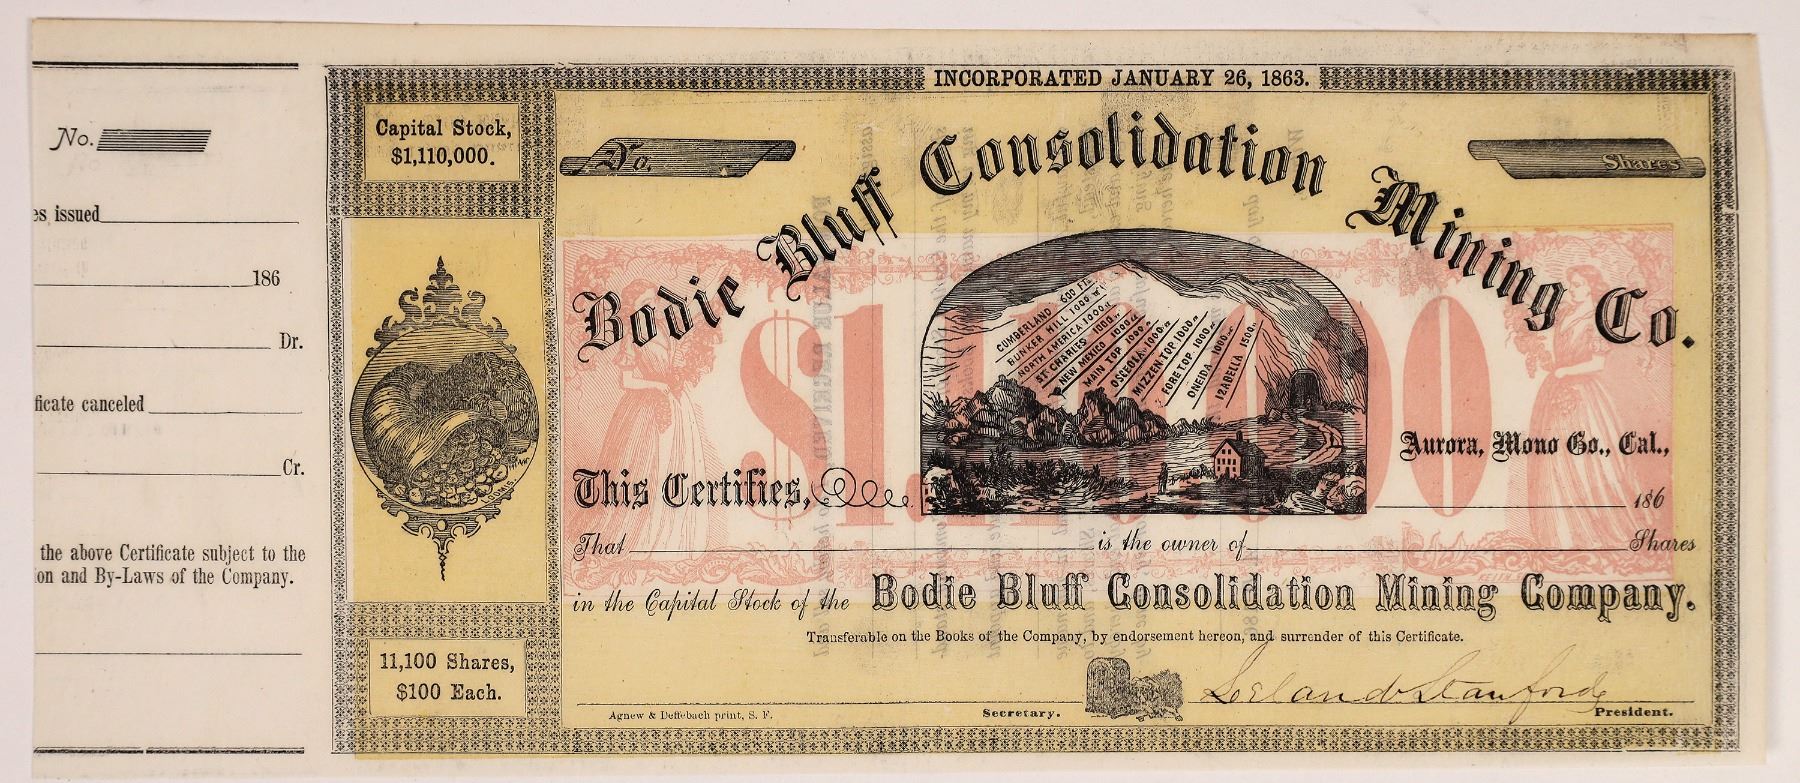 No.
es, issued
186
Dr.
ficate canceled
Cr.
the above Certificate subject to the
on and By-Laws of the Company.
INCORPORATED JANUARY 26, 1863.
Capital Stock,
$1,110,000.
No.
Shares
Bodie Bluff Consolidation Mining Co.
$1,110,000
CUMBERLAND 600 FT.
BUNKER HILL 1000 "
NORTH AMERICA 1000 "
ST. CHARLES 1000 "
NEW MEXICO 1000 "
MAIN TOP 1000 "
OSCEOLA 1000 "
MIZZEN TOP 1000 "
FORE TOP 1000 "
ONEIDA 1000 "
IZABELLA 1500 "
Aurora, Mono Co., Cal.,
This Certifies,
186
That is the owner of Shares
in the Capital Stock of the Bodie Bluff Consolidation Mining Company.
Transferable on the Books of the Company, by endorsement hereon, and surrender of this Certificate.
11,100 Shares,
$100 Each.
Leland Stanford
Agnew & Deffebach print, S. F.
Secretary.
President.